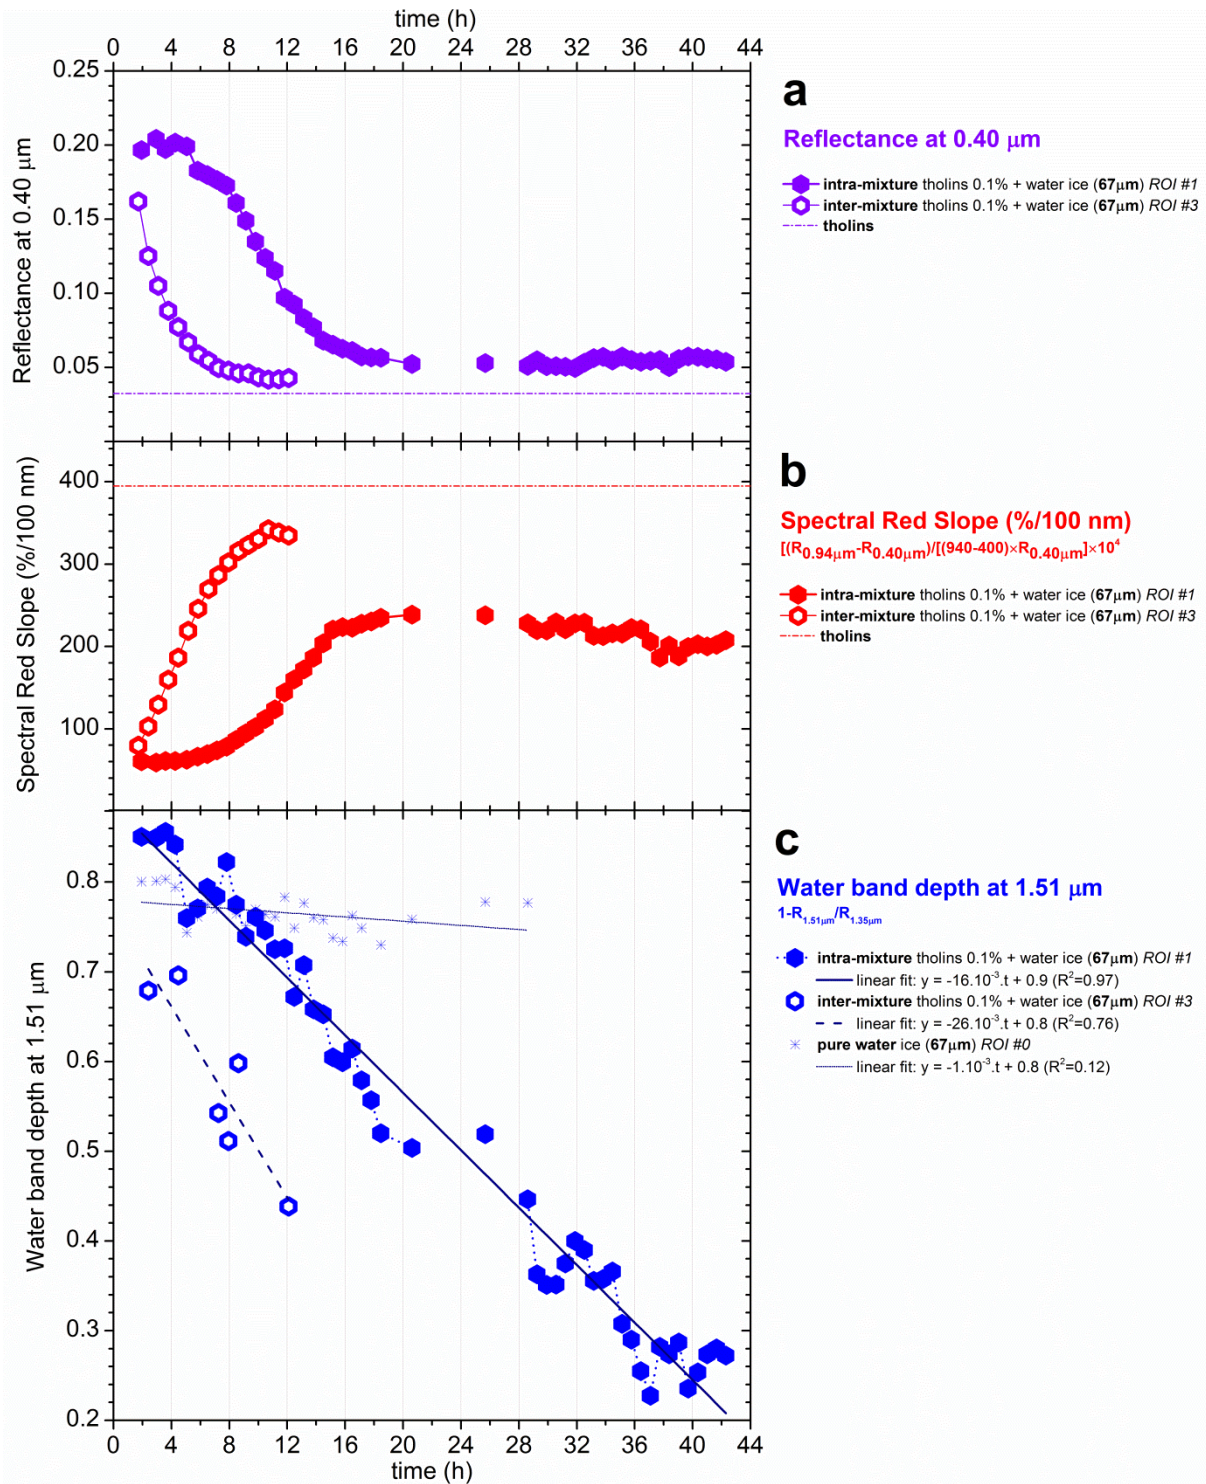 time (h)
0 4 8 12 16 20 24 28 32 36 40 44
0.25
0.20
0.15
0.10
0.05
Reflectance at 0.40 μm
a
Reflectance at 0.40 μm
intra-mixture tholins 0.1% + water ice (67μm) ROI #1
inter-mixture tholins 0.1% + water ice (67μm) ROI #3
tholins
400
300
200
100
Spectral Red Slope (%/100 nm)
b
Spectral Red Slope (%/100 nm)
[(R0.94μm-R0.40μm)/[(940-400)×R0.40μm]×10⁴
intra-mixture tholins 0.1% + water ice (67μm) ROI #1
inter-mixture tholins 0.1% + water ice (67μm) ROI #3
tholins
0.8
0.7
0.6
0.5
0.4
0.3
0.2
Water band depth at 1.51 μm
c
Water band depth at 1.51 μm
1-R1.51μm/R1.35μm
intra-mixture tholins 0.1% + water ice (67μm) ROI #1
linear fit: y = -16.10⁻³.t + 0.9 (R²=0.97)
inter-mixture tholins 0.1% + water ice (67μm) ROI #3
linear fit: y = -26.10⁻³.t + 0.8 (R²=0.76)
pure water ice (67μm) ROI #0
linear fit: y = -1.10⁻³.t + 0.8 (R²=0.12)
0 4 8 12 16 20 24 28 32 36 40 44
time (h)